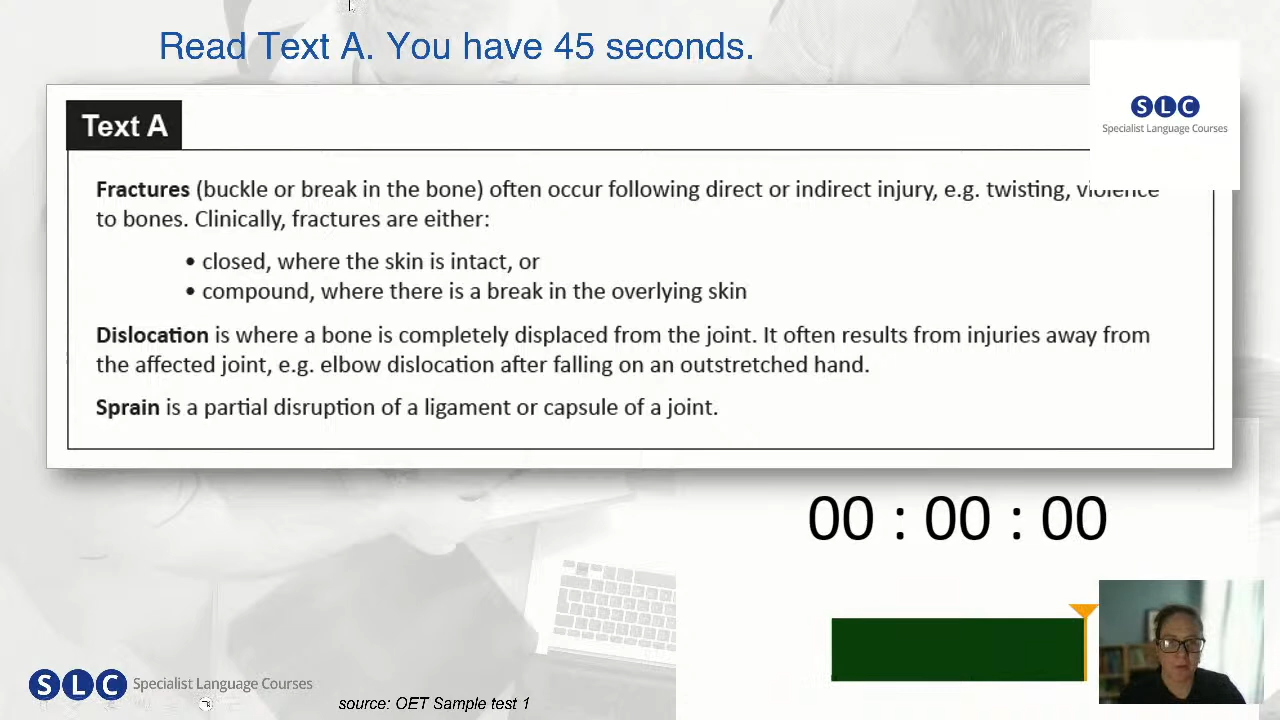 Read Text A. You have 45 seconds.
SLC
Specialist Language Courses
Text A
Fractures (buckle or break in the bone) often occur following direct or indirect injury, e.g. twisting, violence
to bones. Clinically, fractures are either:
• closed, where the skin is intact, or
• compound, where there is a break in the overlying skin
Dislocation is where a bone is completely displaced from the joint. It often results from injuries away from
the affected joint, e.g. elbow dislocation after falling on an outstretched hand.
Sprain is a partial disruption of a ligament or capsule of a joint.
00 : 00 : 00
SLC Specialist Language Courses
source: OET Sample test 1